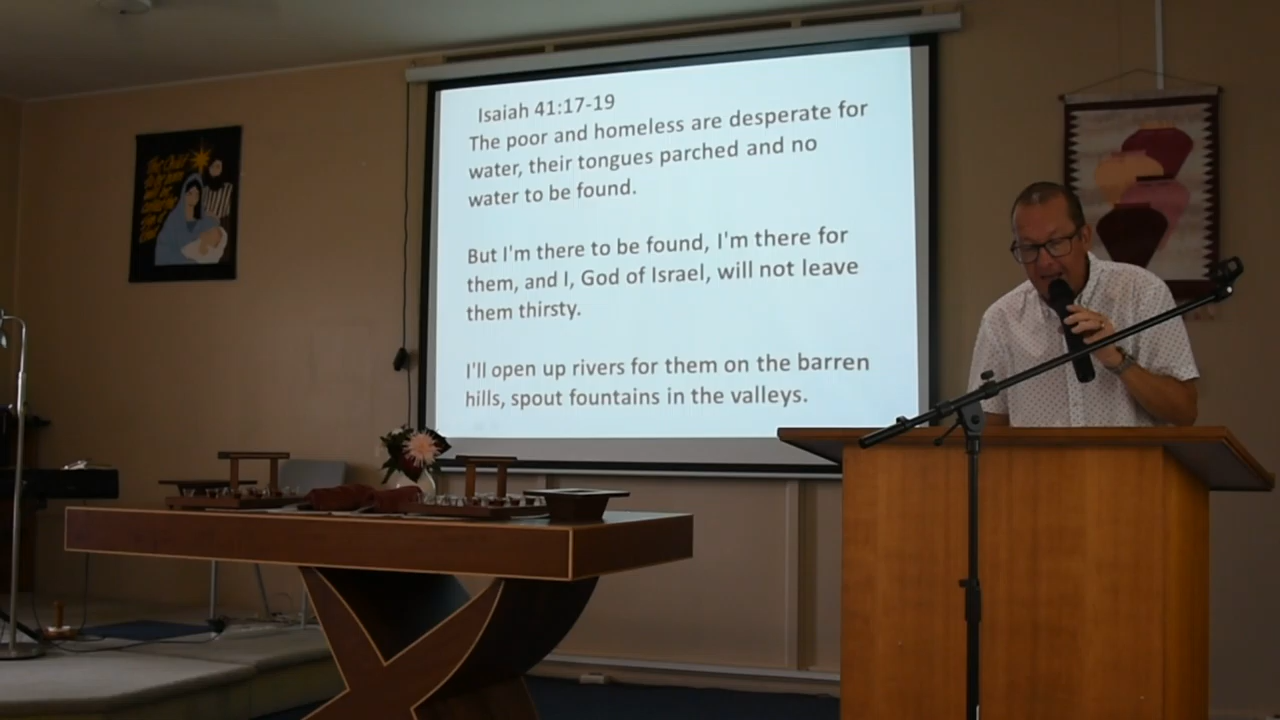 Isaiah 41:17-19
The poor and homeless are desperate for
water, their tongues parched and no
water to be found.
But I'm there to be found, I'm there for
them, and I, God of Israel, will not leave
them thirsty.
I'll open up rivers for them on the barren
hills, spout fountains in the valleys.